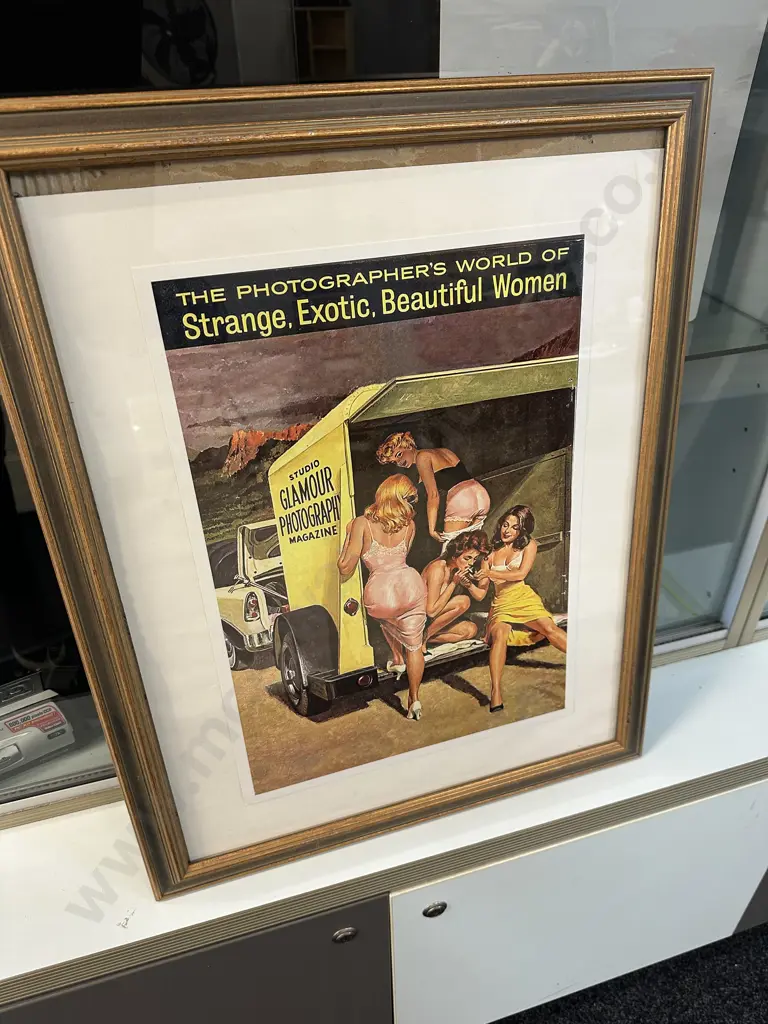 THE PHOTOGRAPHER'S WORLD OF
Strange, Exotic, Beautiful Women
STUDIO
GLAMOUR
PHOTOGRAPHY
MAGAZINE